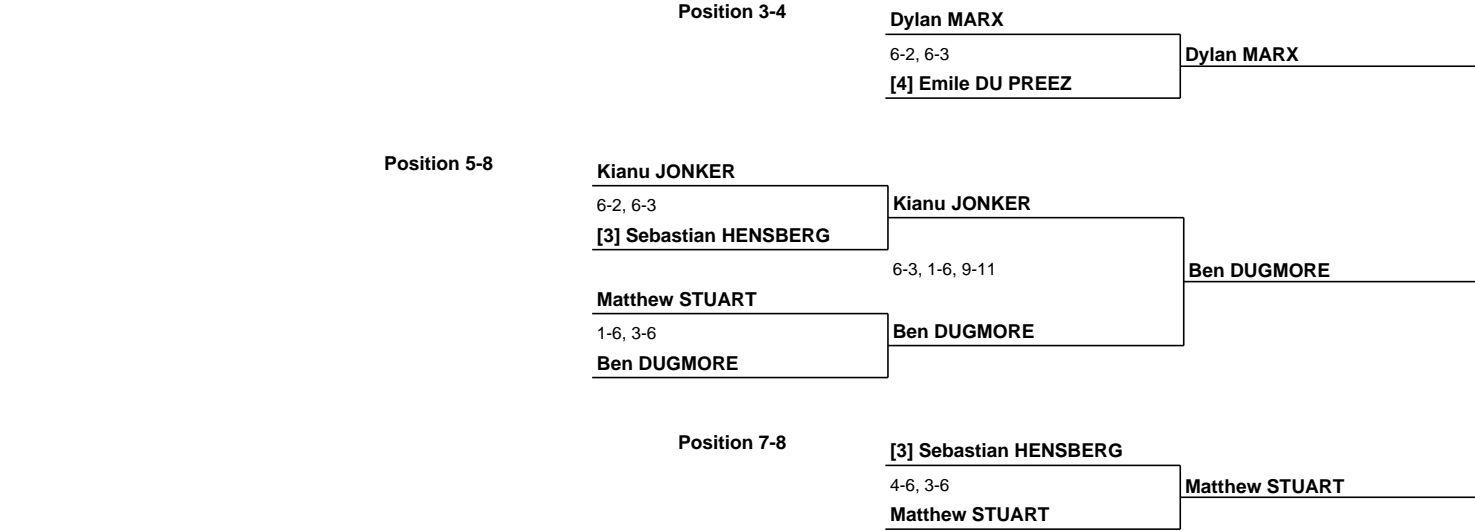 Position 3-4
Dylan MARX
6-2, 6-3
Dylan MARX
[4] Emile DU PREEZ
Position 5-8
Kianu JONKER
6-2, 6-3
Kianu JONKER
[3] Sebastian HENSBERG
6-3, 1-6, 9-11
Ben DUGMORE
Matthew STUART
1-6, 3-6
Ben DUGMORE
Ben DUGMORE
Position 7-8
[3] Sebastian HENSBERG
4-6, 3-6
Matthew STUART
Matthew STUART